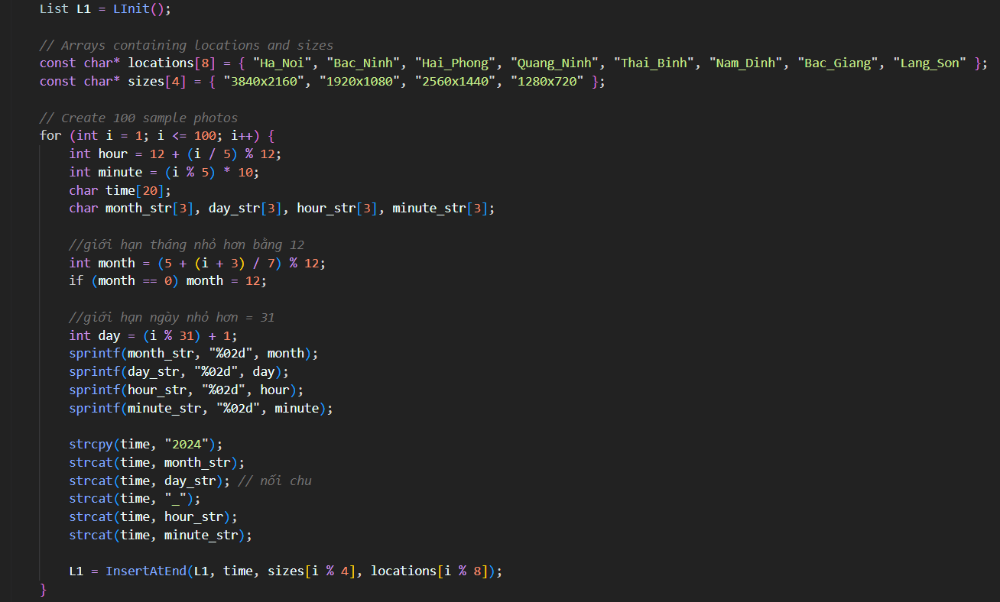 List L1 = LInit();
// Arrays containing locations and sizes
const char* locations[8] = { "Ha_Noi", "Bac_Ninh", "Hai_Phong", "Quang_Ninh", "Thai_Binh", "Nam_Dinh", "Bac_Giang", "Lang_Son" };
const char* sizes[4] = { "3840x2160", "1920x1080", "2560x1440", "1280x720" };
// Create 100 sample photos
for (int i = 1; i <= 100; i++) {
int hour = 12 + (i / 5) % 12;
int minute = (i % 5) * 10;
char time[20];
char month_str[3], day_str[3], hour_str[3], minute_str[3];
//giới hạn tháng nhỏ hơn bằng 12
int month = (5 + (i + 3) / 7) % 12;
if (month == 0) month = 12;
//giới hạn ngày nhỏ hơn = 31
int day = (i % 31) + 1;
sprintf(month_str, "%02d", month);
sprintf(day_str, "%02d", day);
sprintf(hour_str, "%02d", hour);
sprintf(minute_str, "%02d", minute);
strcpy(time, "2024");
strcat(time, month_str);
strcat(time, day_str); // nối chu
strcat(time, "_");
strcat(time, hour_str);
strcat(time, minute_str);
L1 = InsertAtEnd(L1, time, sizes[i % 4], locations[i % 8]);
}